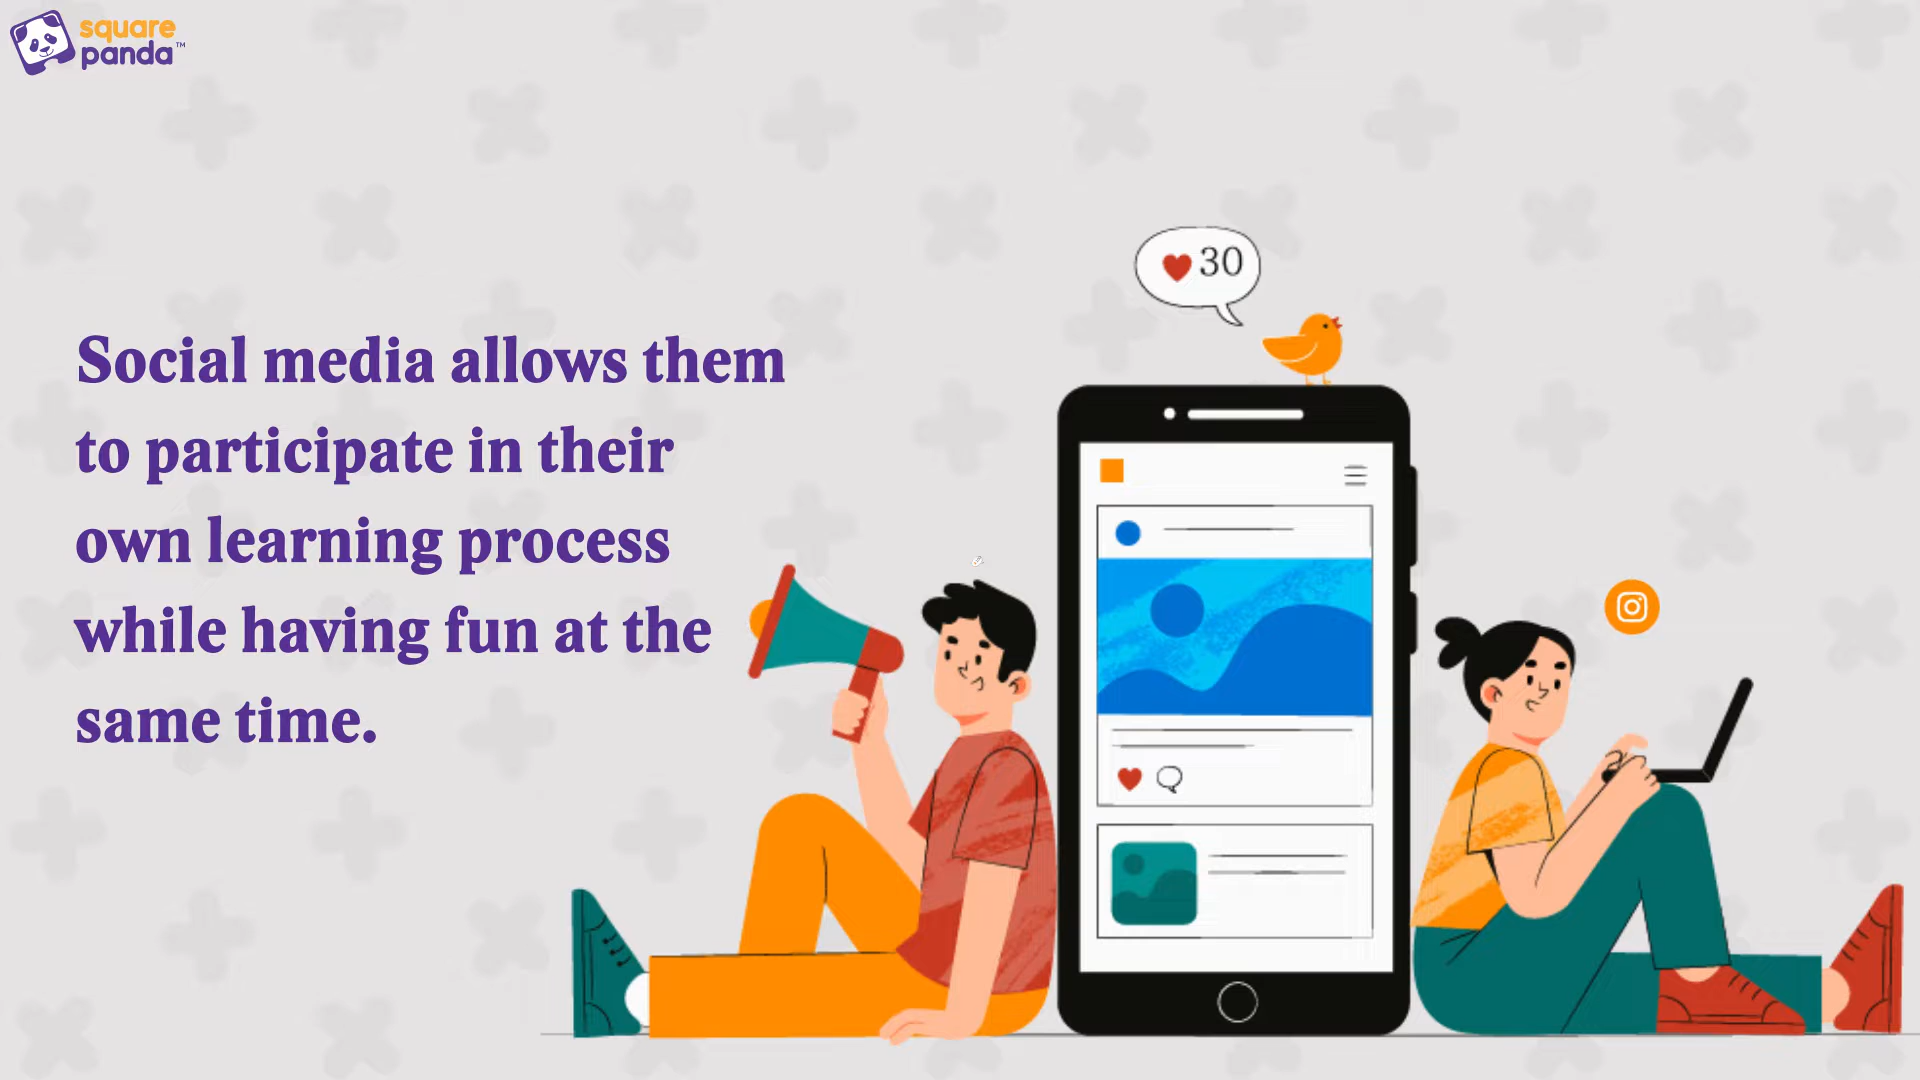 square
panda™
30
Social media allows them
to participate in their
own learning process
while having fun at the
same time.